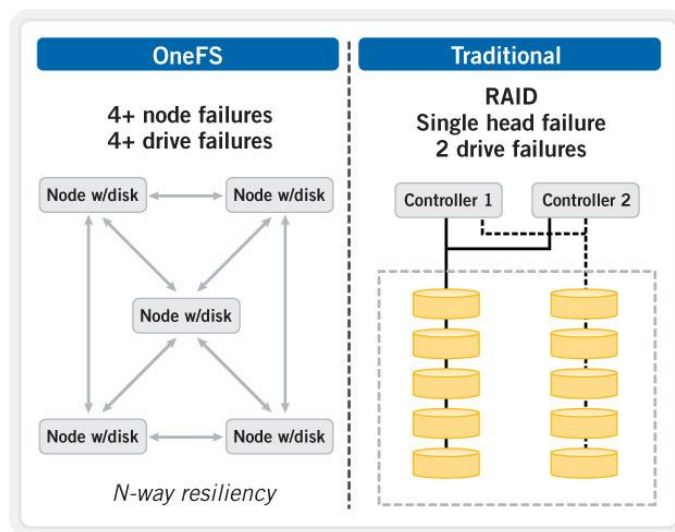 OneFS
4+ node failures
4+ drive failures
Node w/disk
Node w/disk
Node w/disk
Node w/disk
Node w/disk
N-way resiliency
Traditional
RAID
Single head failure
2 drive failures
Controller 1
Controller 2